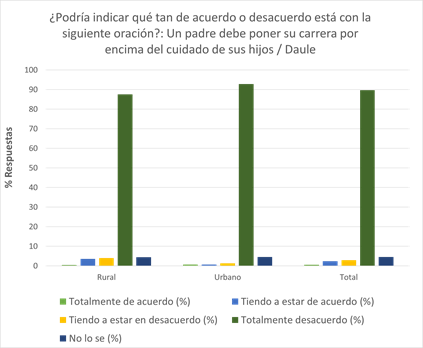 ¿Podría indicar qué tan de acuerdo o desacuerdo está con la
siguiente oración?: Un padre debe poner su carrera por
encima del cuidado de sus hijos / Daule
% Respuestas
100
90
80
70
60
50
40
30
20
10
0
Rural Urbano Total
Totalmente de acuerdo (%) Tiendo a estar de acuerdo (%)
Tiendo a estar en desacuerdo (%) Totalmente desacuerdo (%)
No lo se (%)